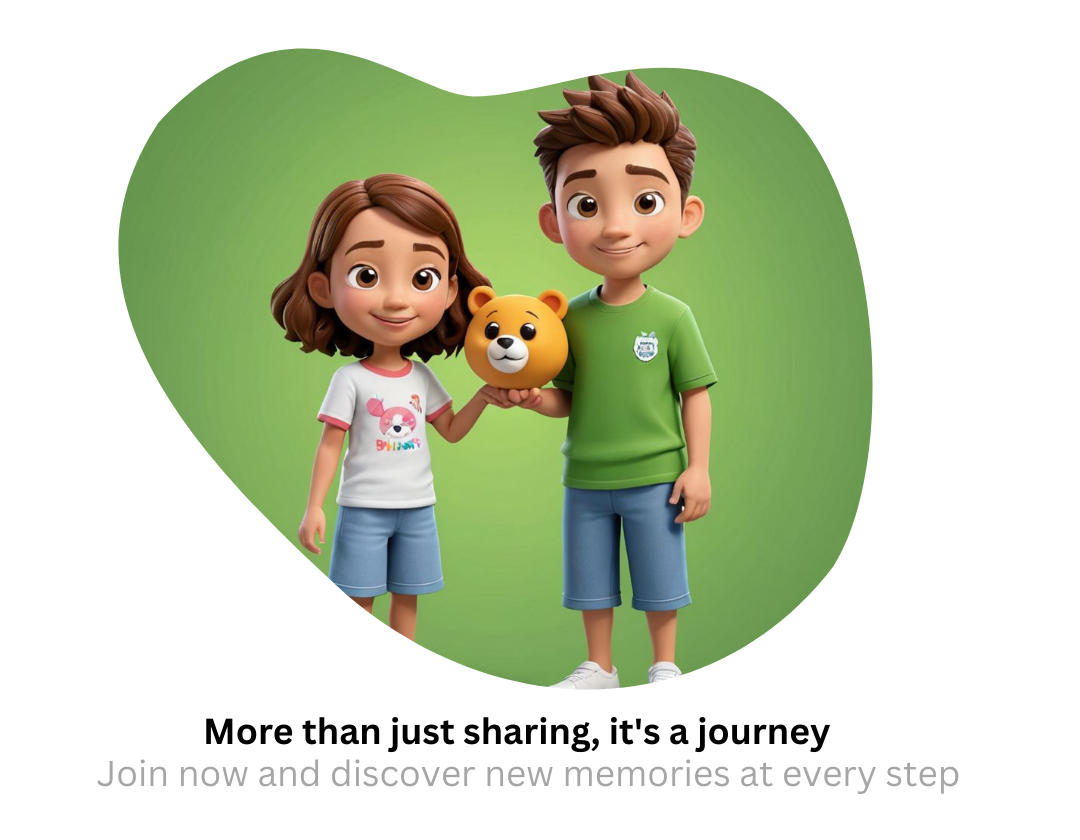 More than just sharing, it's a journey
Join now and discover new memories at every step